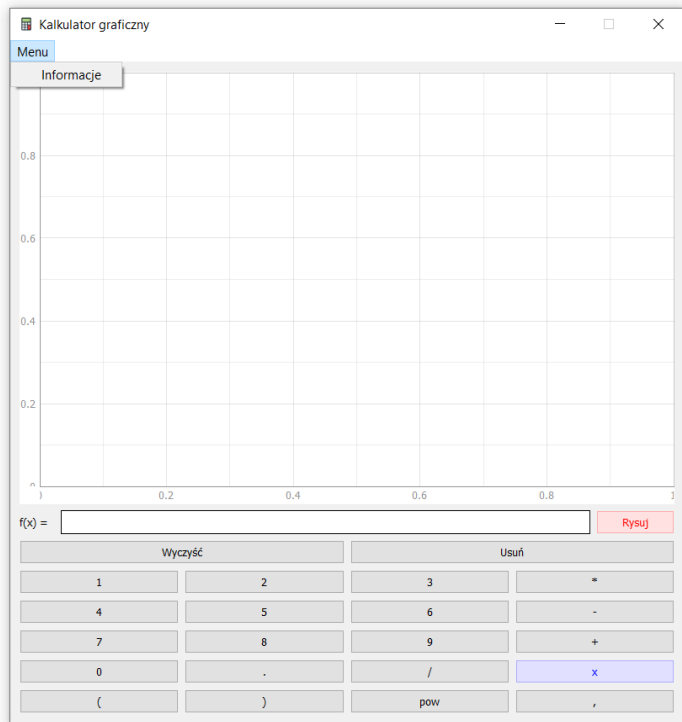 Kalkulator graficzny
Menu
Informacje
0.8
0.6
0.4
0.2
0 0.2 0.4 0.6 0.8 1
f(x) = Rysuj
Wyczyść Usuń
1 2 3 *
4 5 6 -
7 8 9 +
0 . / x
( ) pow ,